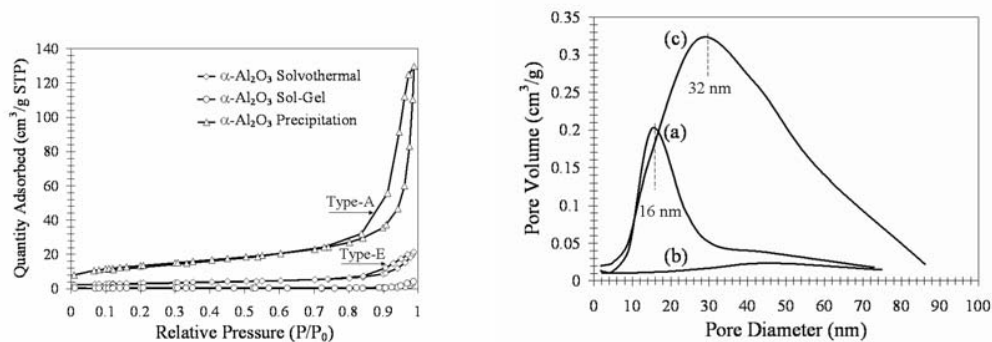 140
120
100
80
60
40
20
0
Quantity Adsorbed (cm³/g STP)
α-Al₂O₃ Solvothermal
α-Al₂O₃ Sol-Gel
α-Al₂O₃ Precipitation
Type-A
Type-E
0 0.1 0.2 0.3 0.4 0.5 0.6 0.7 0.8 0.9 1
Relative Pressure (P/P₀)
0.35
0.3
0.25
0.2
0.15
0.1
0.05
0
Pore Volume (cm³/g)
(c)
32 nm
(a)
16 nm
(b)
0 10 20 30 40 50 60 70 80 90 100
Pore Diameter (nm)